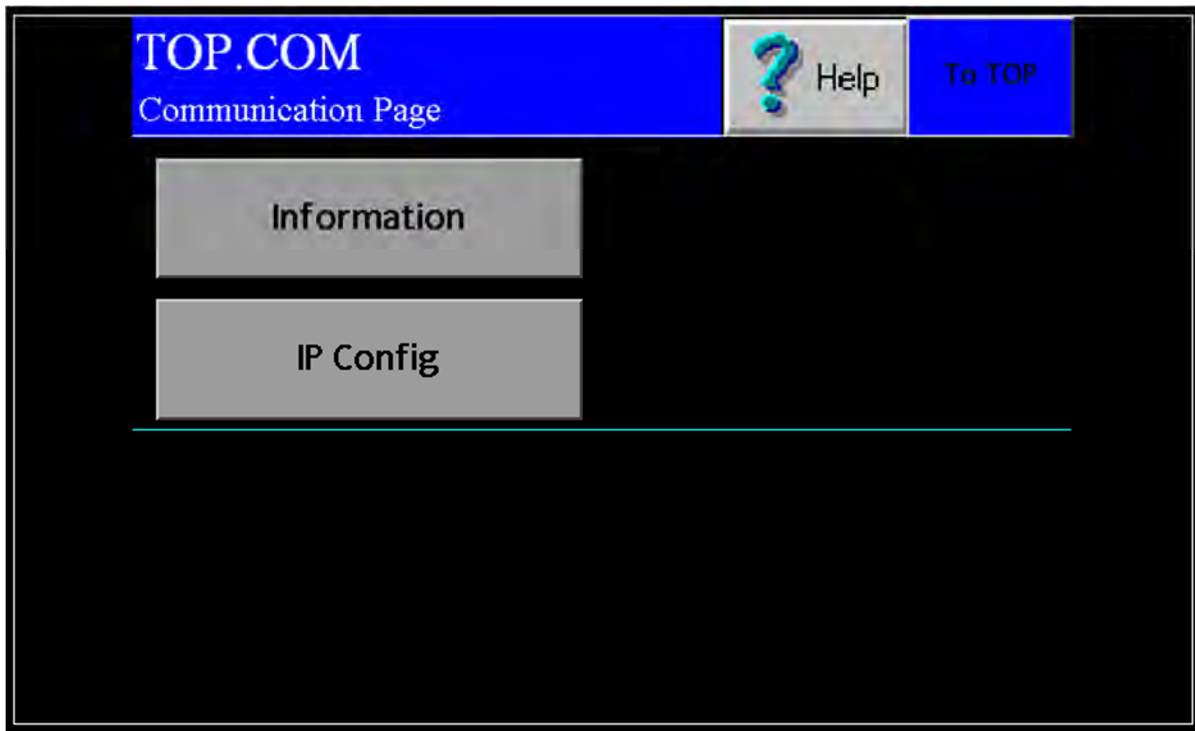 TOP.COM
Communication Page
Help
To TOP
Information
IP Config